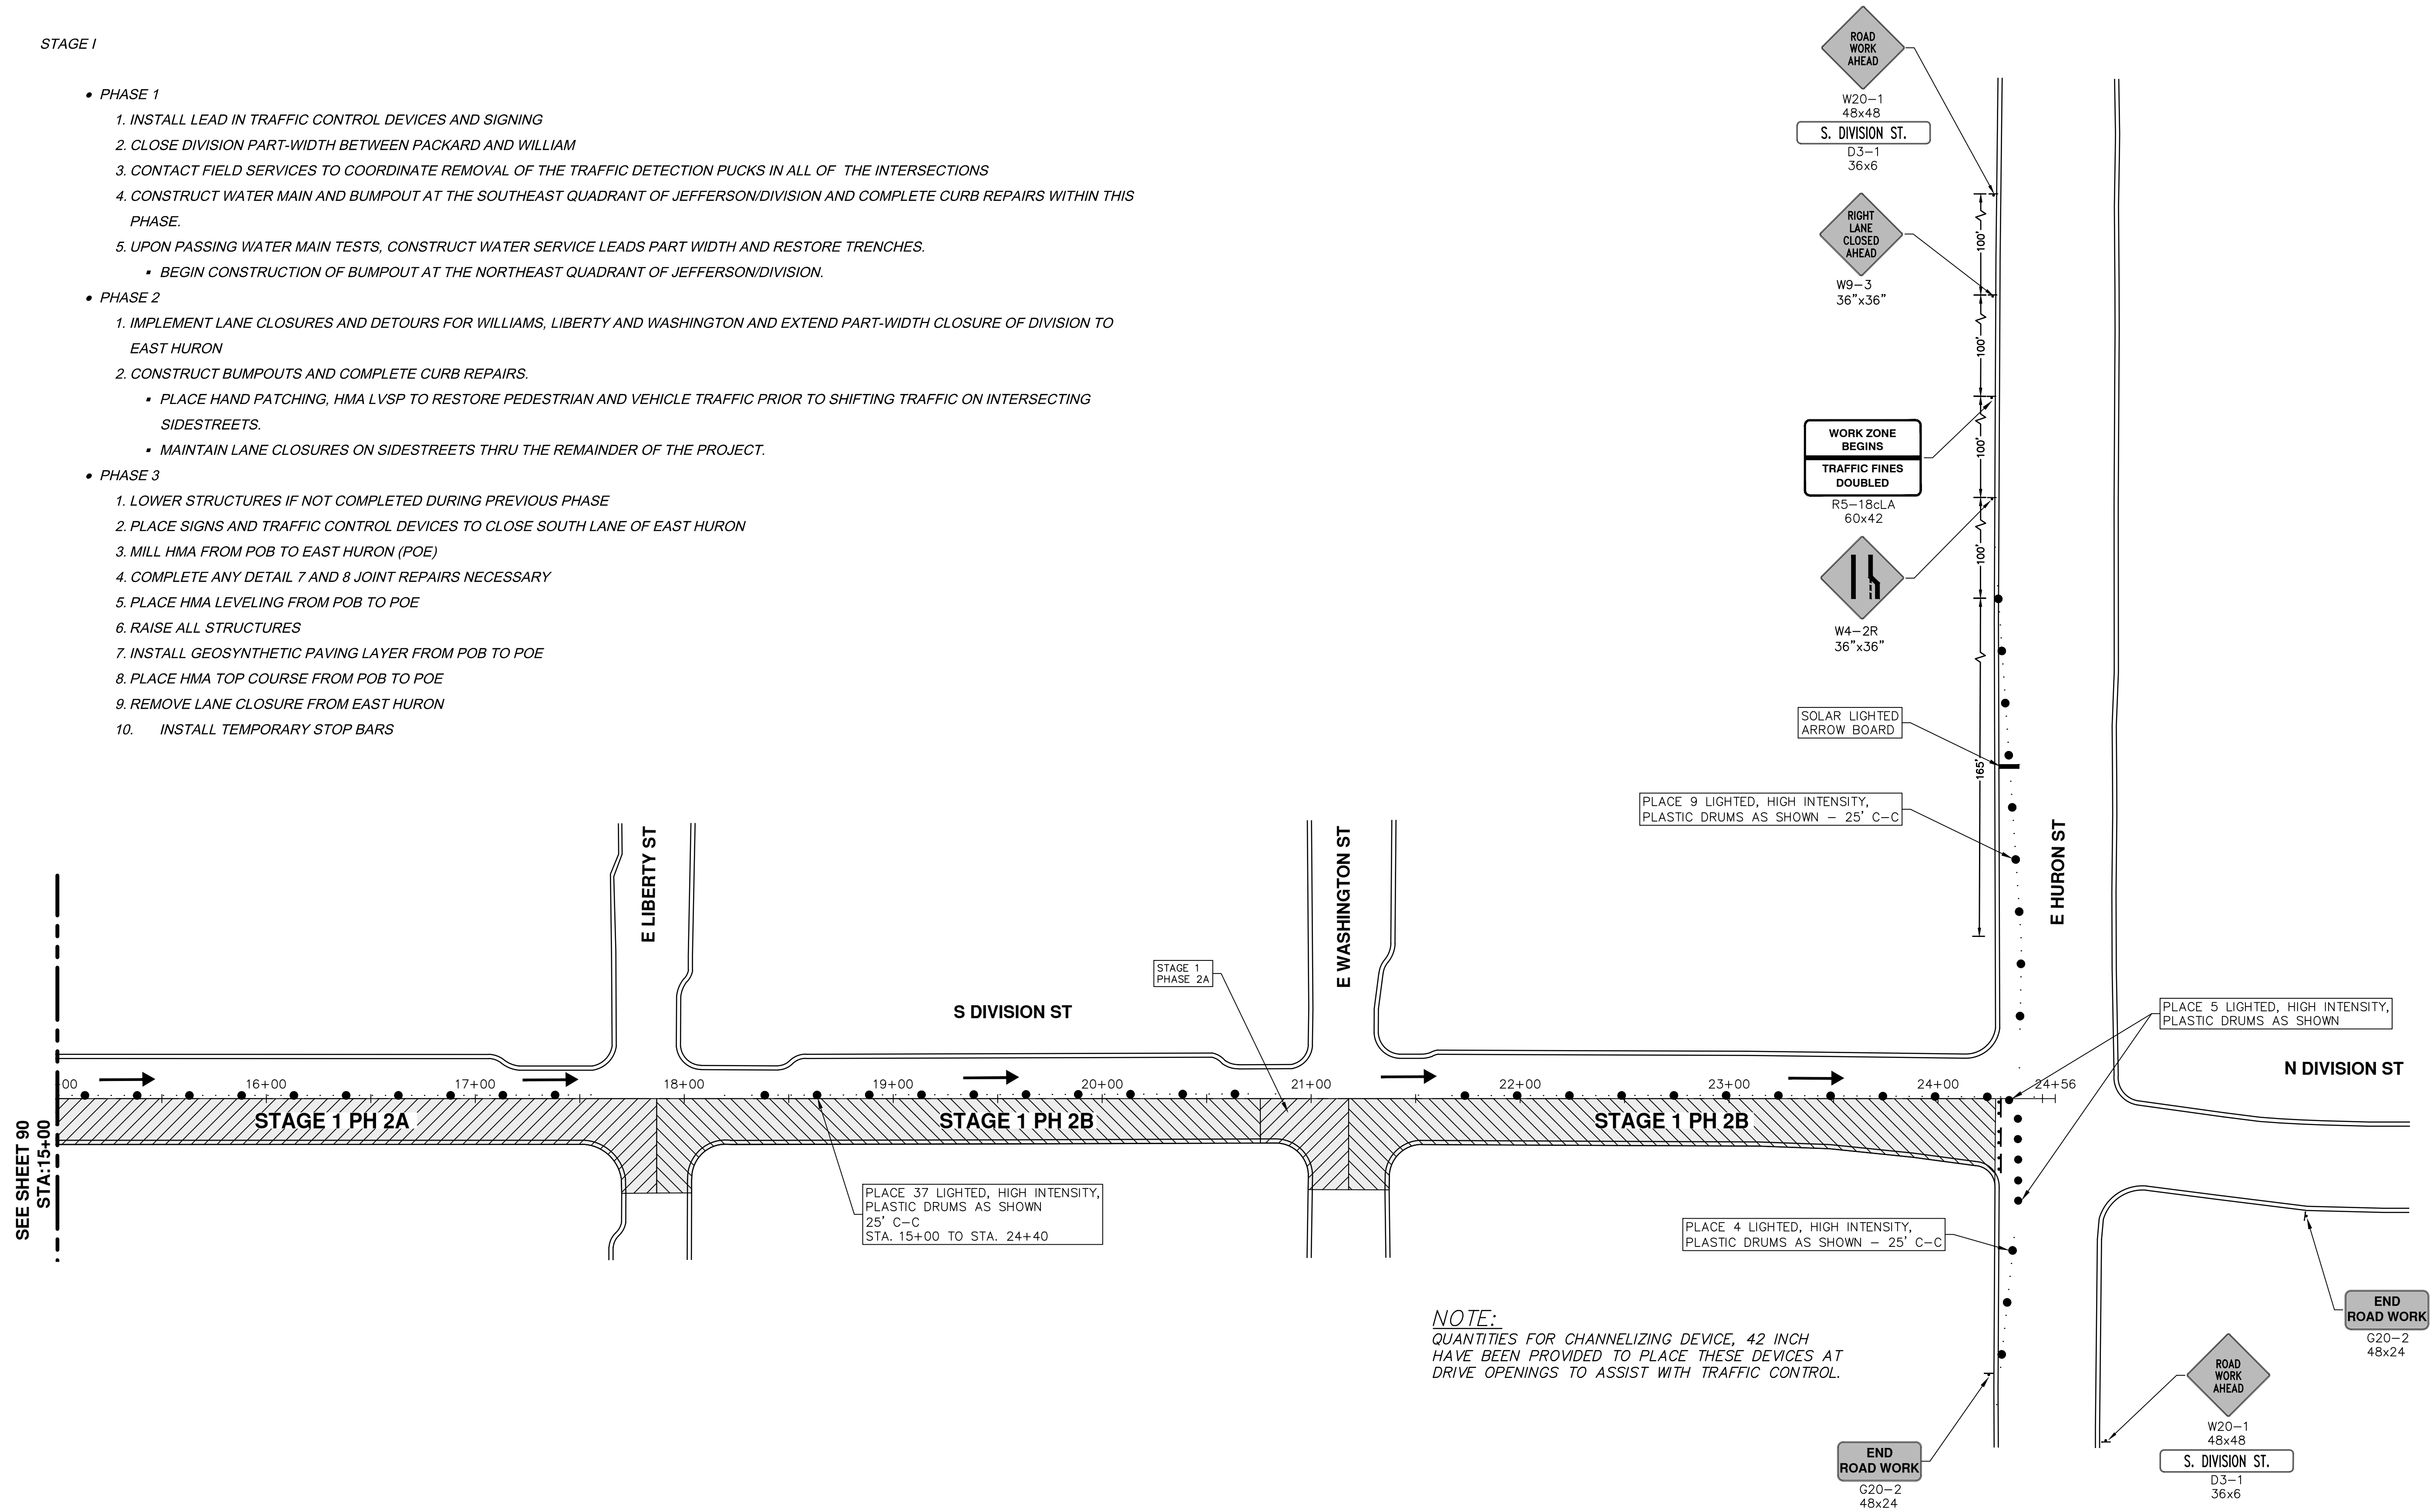 STAGE I
• PHASE 1
1. INSTALL LEAD IN TRAFFIC CONTROL DEVICES AND SIGNING
2. CLOSE DIVISION PART-WIDTH BETWEEN PACKARD AND WILLIAM
3. CONTACT FIELD SERVICES TO COORDINATE REMOVAL OF THE TRAFFIC DETECTION PUCKS IN ALL OF THE INTERSECTIONS
4. CONSTRUCT WATER MAIN AND BUMPOUT AT THE SOUTHEAST QUADRANT OF JEFFERSON/DIVISION AND COMPLETE CURB REPAIRS WITHIN THIS
PHASE.
5. UPON PASSING WATER MAIN TESTS, CONSTRUCT WATER SERVICE LEADS PART WIDTH AND RESTORE TRENCHES.
▪ BEGIN CONSTRUCTION OF BUMPOUT AT THE NORTHEAST QUADRANT OF JEFFERSON/DIVISION.
• PHASE 2
1. IMPLEMENT LANE CLOSURES AND DETOURS FOR WILLIAMS, LIBERTY AND WASHINGTON AND EXTEND PART-WIDTH CLOSURE OF DIVISION TO
EAST HURON
2. CONSTRUCT BUMPOUTS AND COMPLETE CURB REPAIRS.
▪ PLACE HAND PATCHING, HMA LVSP TO RESTORE PEDESTRIAN AND VEHICLE TRAFFIC PRIOR TO SHIFTING TRAFFIC ON INTERSECTING
SIDESTREETS.
▪ MAINTAIN LANE CLOSURES ON SIDESTREETS THRU THE REMAINDER OF THE PROJECT.
• PHASE 3
1. LOWER STRUCTURES IF NOT COMPLETED DURING PREVIOUS PHASE
2. PLACE SIGNS AND TRAFFIC CONTROL DEVICES TO CLOSE SOUTH LANE OF EAST HURON
3. MILL HMA FROM POB TO EAST HURON (POE)
4. COMPLETE ANY DETAIL 7 AND 8 JOINT REPAIRS NECESSARY
5. PLACE HMA LEVELING FROM POB TO POE
6. RAISE ALL STRUCTURES
7. INSTALL GEOSYNTHETIC PAVING LAYER FROM POB TO POE
8. PLACE HMA TOP COURSE FROM POB TO POE
9. REMOVE LANE CLOSURE FROM EAST HURON
10. INSTALL TEMPORARY STOP BARS
ROAD
WORK
AHEAD
W20-1
48x48
S. DIVISION ST.
D3-1
36x6
RIGHT
LANE
CLOSED
AHEAD
W9-3
36"x36"
WORK ZONE
BEGINS
TRAFFIC FINES
DOUBLED
R5-18cLA
60x42
W4-2R
36"x36"
100'
100'
100'
100'
165'
SOLAR LIGHTED
ARROW BOARD
PLACE 9 LIGHTED, HIGH INTENSITY,
PLASTIC DRUMS AS SHOWN - 25' C-C
E LIBERTY ST
E WASHINGTON ST
E HURON ST
STAGE 1
PHASE 2A
S DIVISION ST
PLACE 5 LIGHTED, HIGH INTENSITY,
PLASTIC DRUMS AS SHOWN
N DIVISION ST
00
16+00
17+00
18+00
19+00
20+00
21+00
22+00
23+00
24+00
24+56
STAGE 1 PH 2A
STAGE 1 PH 2B
STAGE 1 PH 2B
SEE SHEET 90
STA:15+00
PLACE 37 LIGHTED, HIGH INTENSITY,
PLASTIC DRUMS AS SHOWN
25' C-C
STA. 15+00 TO STA. 24+40
PLACE 4 LIGHTED, HIGH INTENSITY,
PLASTIC DRUMS AS SHOWN - 25' C-C
NOTE:
QUANTITIES FOR CHANNELIZING DEVICE, 42 INCH
HAVE BEEN PROVIDED TO PLACE THESE DEVICES AT
DRIVE OPENINGS TO ASSIST WITH TRAFFIC CONTROL.
END
ROAD WORK
G20-2
48x24
ROAD
WORK
AHEAD
W20-1
48x48
S. DIVISION ST.
D3-1
36x6
END
ROAD WORK
G20-2
48x24